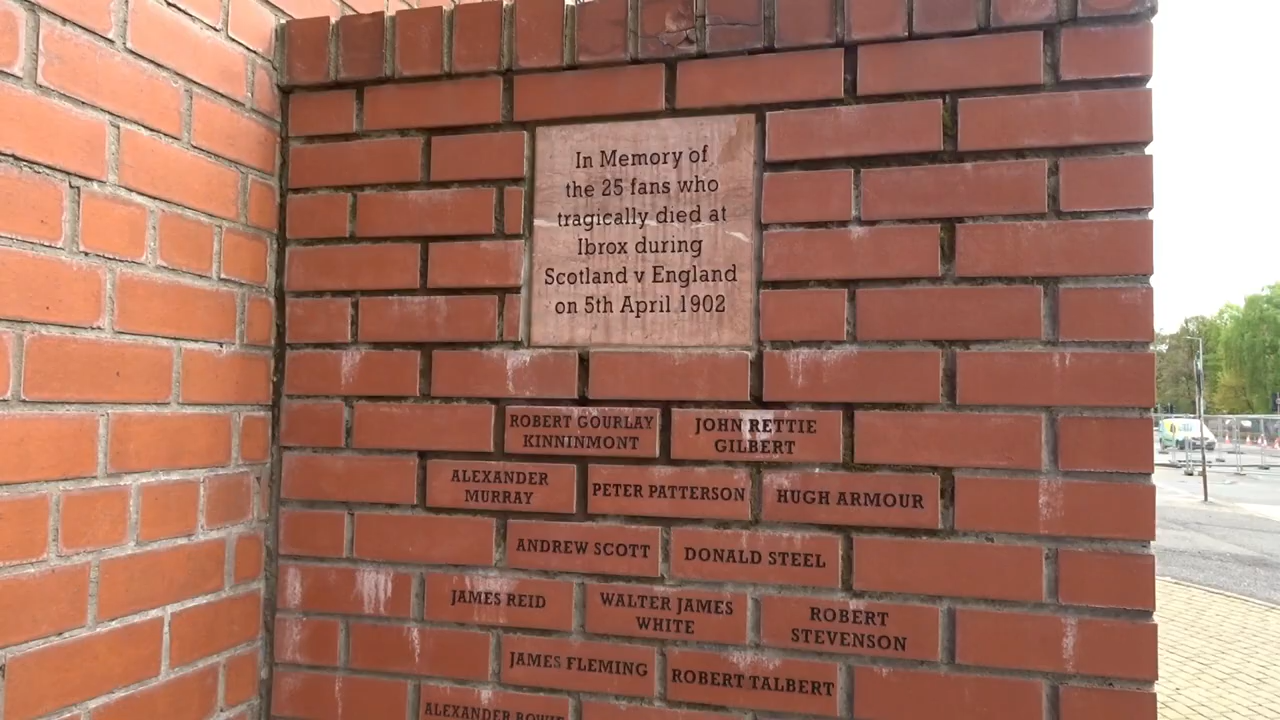 In Memory of
the 25 fans who
tragically died at
Ibrox during
Scotland v England
on 5th April 1902
ROBERT GOURLAY
KINNINMONT
JOHN RETTIE
GILBERT
ALEXANDER
MURRAY
PETER PATTERSON
HUGH ARMOUR
ANDREW SCOTT
DONALD STEEL
JAMES REID
WALTER JAMES
WHITE
ROBERT
STEVENSON
JAMES FLEMING
ROBERT TALBERT
ALEXANDER